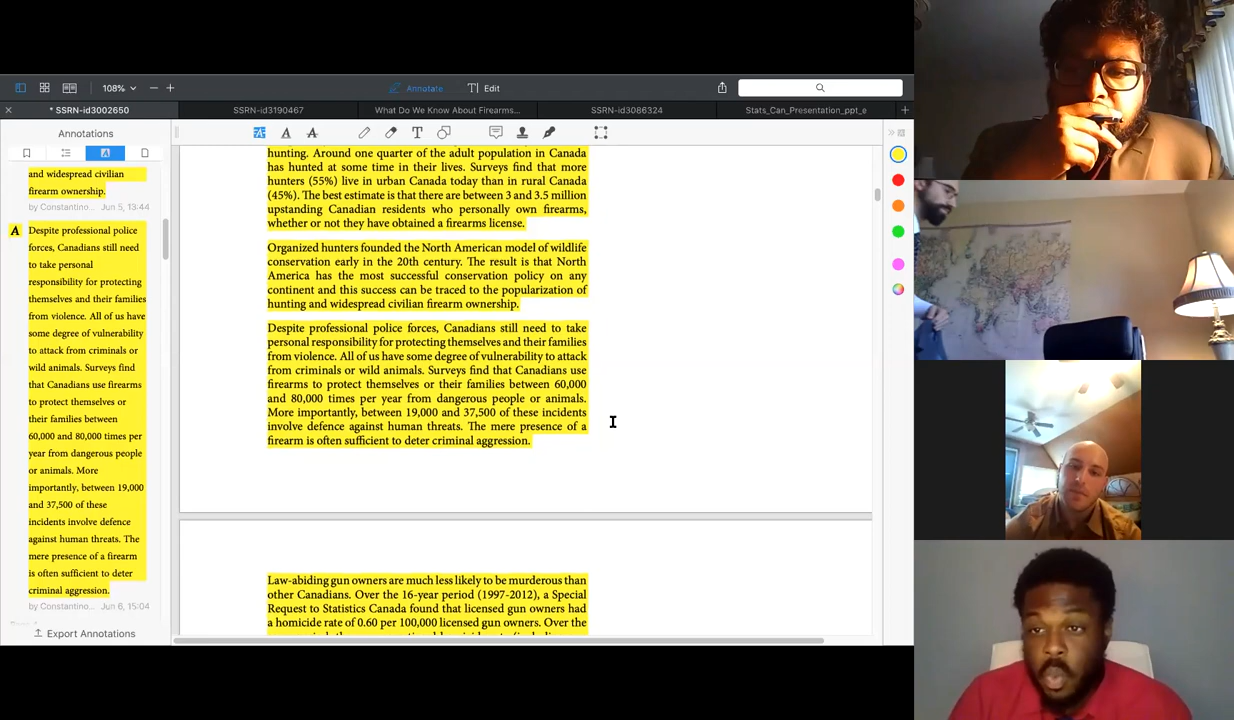 108%
Annotate
Edit
* SSRN-id3002650
SSRN-id3190467
What Do We Know About Firearms...
SSRN-id3086324
Stats_Can_Presentation_ppt_e
Annotations
and widespread civilian
firearm ownership.
by Constantino... Jun 5, 13:44
A
Despite professional police
forces, Canadians still need
to take personal
responsibility for protecting
themselves and their families
from violence. All of us have
some degree of vulnerability
to attack from criminals or
wild animals. Surveys find
that Canadians use firearms
to protect themselves or
their families between
60,000 and 80,000 times per
year from dangerous people
or animals. More
importantly, between 19,000
and 37,500 of these
incidents involve defence
against human threats. The
mere presence of a firearm
is often sufficient to deter
criminal aggression.
by Constantino... Jun 6, 15:04
Export Annotations
hunting. Around one quarter of the adult population in Canada
has hunted at some time in their lives. Surveys find that more
hunters (55%) live in urban Canada today than in rural Canada
(45%). The best estimate is that there are between 3 and 3.5 million
upstanding Canadian residents who personally own firearms,
whether or not they have obtained a firearms license.
Organized hunters founded the North American model of wildlife
conservation early in the 20th century. The result is that North
America has the most successful conservation policy on any
continent and this success can be traced to the popularization of
hunting and widespread civilian firearm ownership.
Despite professional police forces, Canadians still need to take
personal responsibility for protecting themselves and their families
from violence. All of us have some degree of vulnerability to attack
from criminals or wild animals. Surveys find that Canadians use
firearms to protect themselves or their families between 60,000
and 80,000 times per year from dangerous people or animals.
More importantly, between 19,000 and 37,500 of these incidents
involve defence against human threats. The mere presence of a
firearm is often sufficient to deter criminal aggression.
Law-abiding gun owners are much less likely to be murderous than
other Canadians. Over the 16-year period (1997-2012), a Special
Request to Statistics Canada found that licensed gun owners had
a homicide rate of 0.60 per 100,000 licensed gun owners. Over the